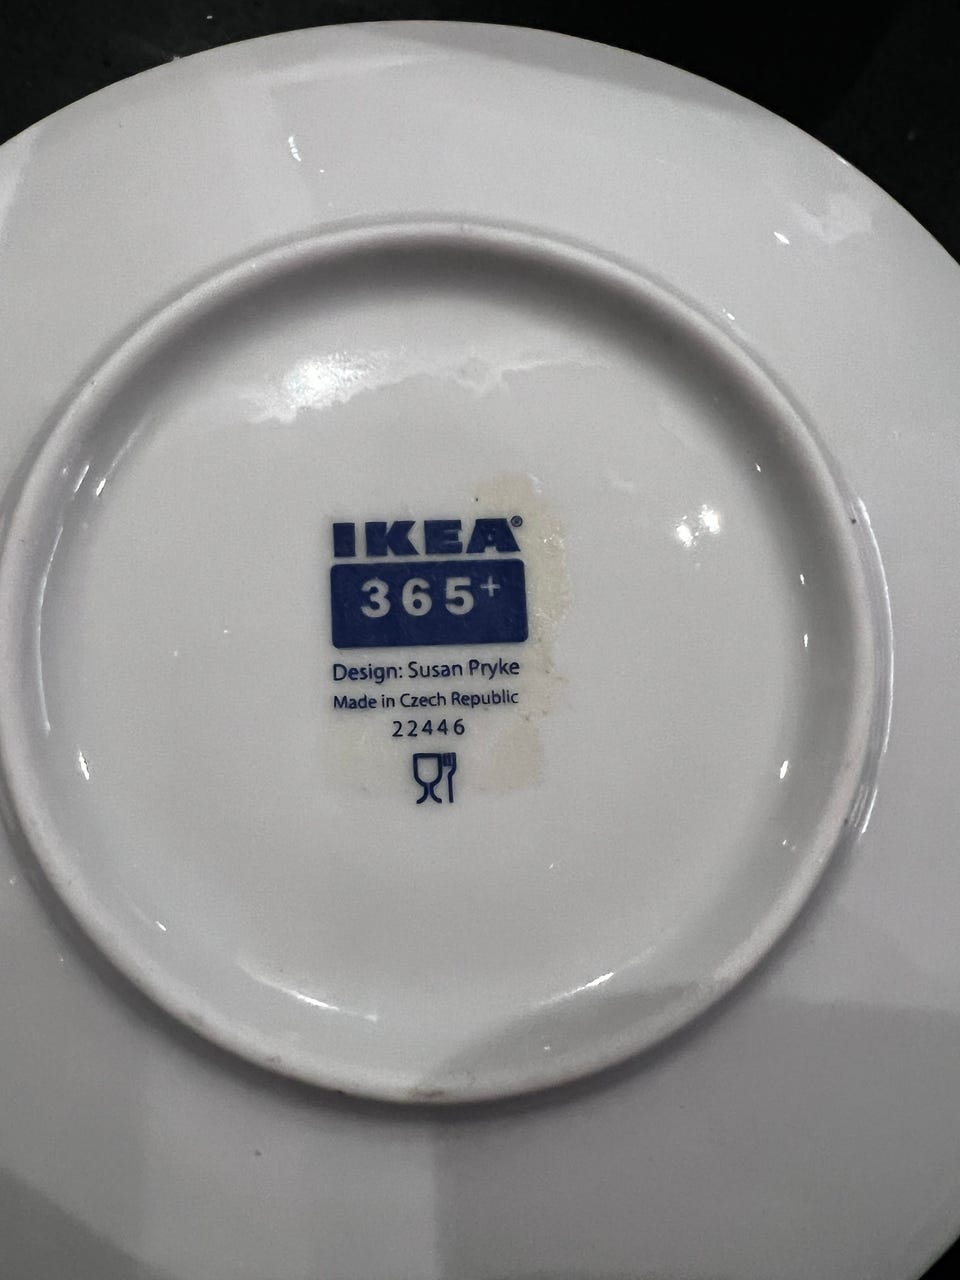 IKEA®
365+
Design: Susan Pryke
Made in Czech Republic
22446